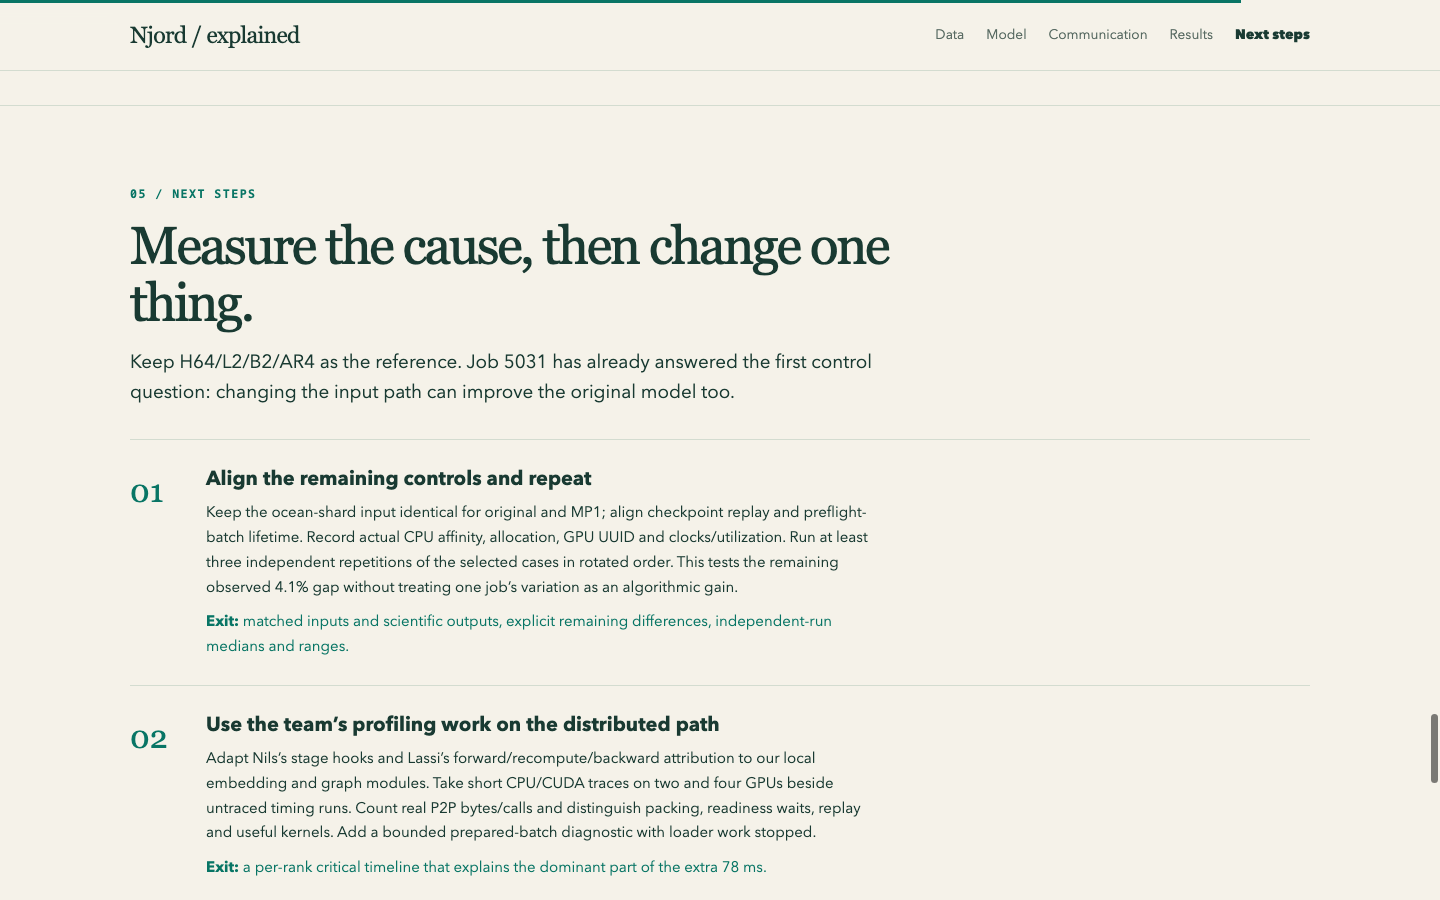 Njord / explained
Data
Model
Communication
Results
Next steps
05 / NEXT STEPS
Measure the cause, then change one
thing.
Keep H64/L2/B2/AR4 as the reference. Job 5031 has already answered the first control
question: changing the input path can improve the original model too.
01
Align the remaining controls and repeat
Keep the ocean-shard input identical for original and MP1; align checkpoint replay and preflight-
batch lifetime. Record actual CPU affinity, allocation, GPU UUID and clocks/utilization. Run at least
three independent repetitions of the selected cases in rotated order. This tests the remaining
observed 4.1% gap without treating one job’s variation as an algorithmic gain.
Exit: matched inputs and scientific outputs, explicit remaining differences, independent-run
medians and ranges.
02
Use the team’s profiling work on the distributed path
Adapt Nils’s stage hooks and Lassi’s forward/recompute/backward attribution to our local
embedding and graph modules. Take short CPU/CUDA traces on two and four GPUs beside
untraced timing runs. Count real P2P bytes/calls and distinguish packing, readiness waits, replay
and useful kernels. Add a bounded prepared-batch diagnostic with loader work stopped.
Exit: a per-rank critical timeline that explains the dominant part of the extra 78 ms.